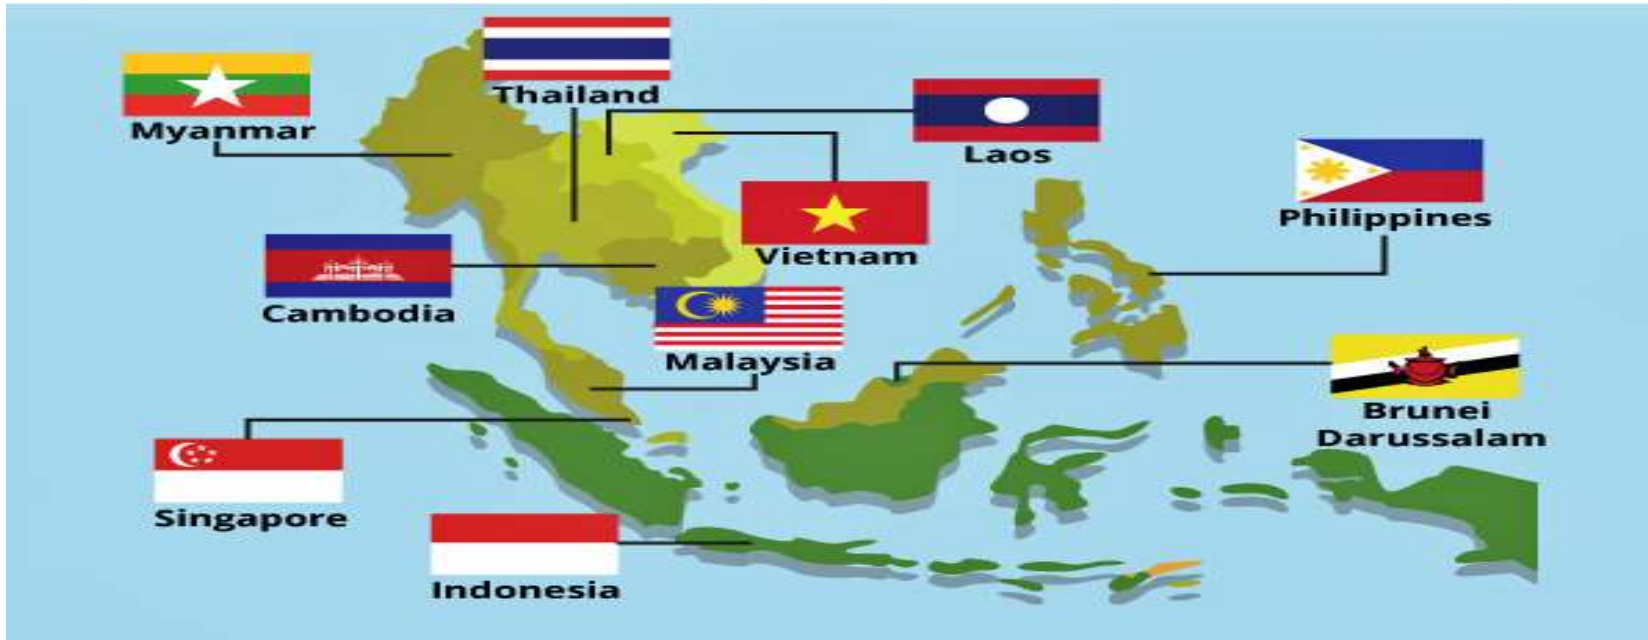 Thailand
Myanmar
Laos
Philippines
Vietnam
Cambodia
Malaysia
Brunei
Darussalam
Singapore
Indonesia